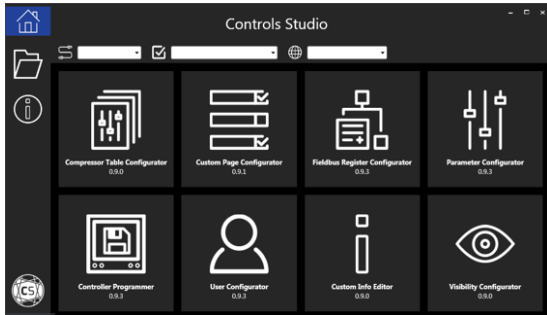 Controls Studio
Compressor Table Configurator
0.9.0
Custom Page Configurator
0.9.1
Fieldbus Register Configurator
0.9.3
Parameter Configurator
0.9.3
Controller Programmer
0.9.3
User Configurator
0.9.3
Custom Info Editor
0.9.0
Visibility Configurator
0.9.0
CS